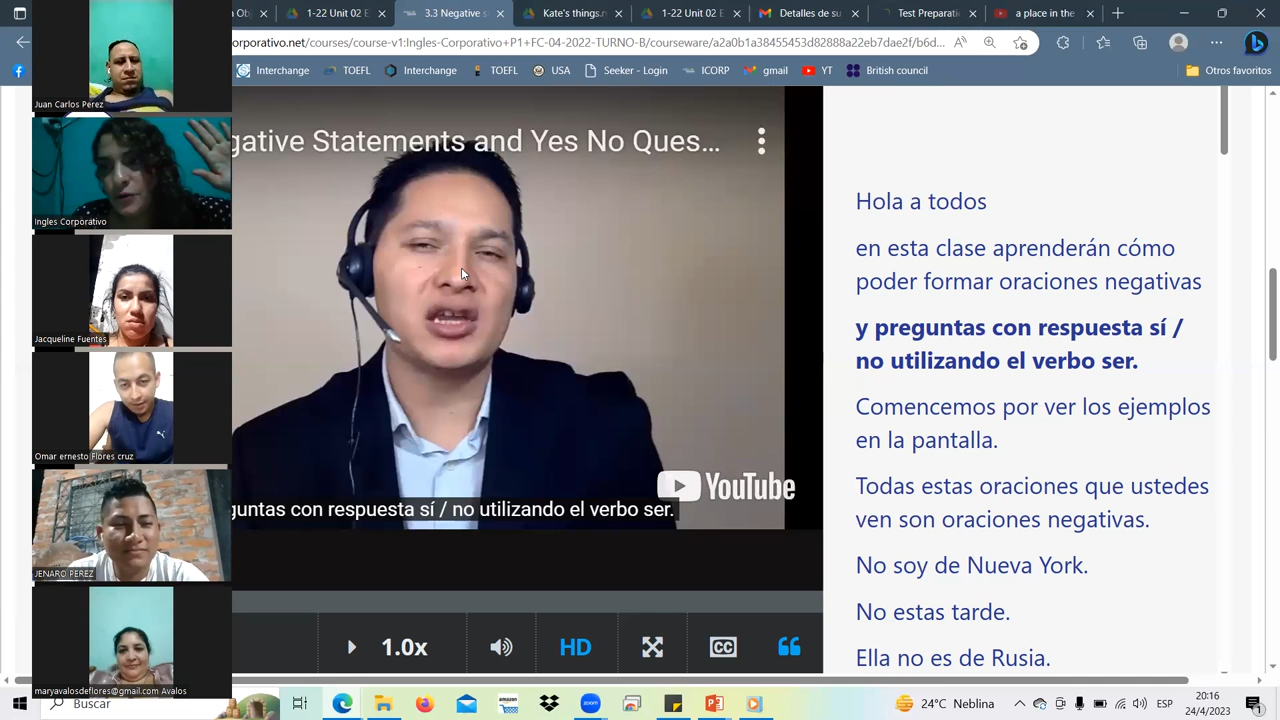 1-22 Unit 02 E
3.3 Negative S
Kate's things.r
1-22 Unit 02 E
Detalles de su
orporativo.net/courses/course-v1:Ingles-Corporativo+P1+FC-04-2022-TURNO-B/courseware/a2a0b1a38455453d82888a22eb7dae2f/b6d...
Interchange
TOEFL
Interchange
TOEFL
USA
Seeker - Login
ICORP
gmail
YT
British council
Otros favoritos
Juan Carlos Perez
Ingles Corporativo
Jacqueline Fuentes
Omar ernesto Flores cruz
JENARO PEREZ
maryavalosdeflores@gmail.com Avalos
gative Statements and Yes No Ques...
YouTube
guntas con respuesta sí / no utilizando el verbo ser.
1.0x
HD
CC
Hola a todos
en esta clase aprenderán cómo
poder formar oraciones negativas
y preguntas con respuesta sí /
no utilizando el verbo ser.
Comencemos por ver los ejemplos
en la pantalla.
Todas estas oraciones que ustedes
ven son oraciones negativas.
No soy de Nueva York.
No estas tarde.
Ella no es de Rusia.
Buscar
24°C Neblina
ESP
20:16
24/4/2023